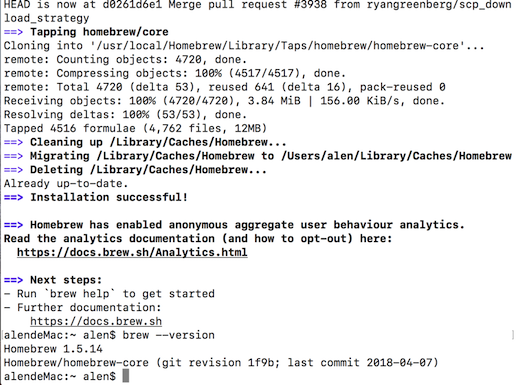 HEAD is now at d0261d6e1 Merge pull request #3938 from ryangreenberg/scp_down
load_strategy
==> Tapping homebrew/core
Cloning into '/usr/local/Homebrew/Library/Taps/homebrew/homebrew-core'...
remote: Counting objects: 4720, done.
remote: Compressing objects: 100% (4517/4517), done.
remote: Total 4720 (delta 53), reused 641 (delta 16), pack-reused 0
Receiving objects: 100% (4720/4720), 3.84 MiB | 156.00 KiB/s, done.
Resolving deltas: 100% (53/53), done.
Tapped 4516 formulae (4,762 files, 12MB)
==> Cleaning up /Library/Caches/Homebrew...
==> Migrating /Library/Caches/Homebrew to /Users/alen/Library/Caches/Homebrew
==> Deleting /Library/Caches/Homebrew...
Already up-to-date.
==> Installation successful!
==> Homebrew has enabled anonymous aggregate user behaviour analytics.
Read the analytics documentation (and how to opt-out) here:
https://docs.brew.sh/Analytics.html
==> Next steps:
- Run `brew help` to get started
- Further documentation:
https://docs.brew.sh
alendeMac:~ alen$ brew --version
Homebrew 1.5.14
Homebrew/homebrew-core (git revision 1f9b; last commit 2018-04-07)
alendeMac:~ alen$